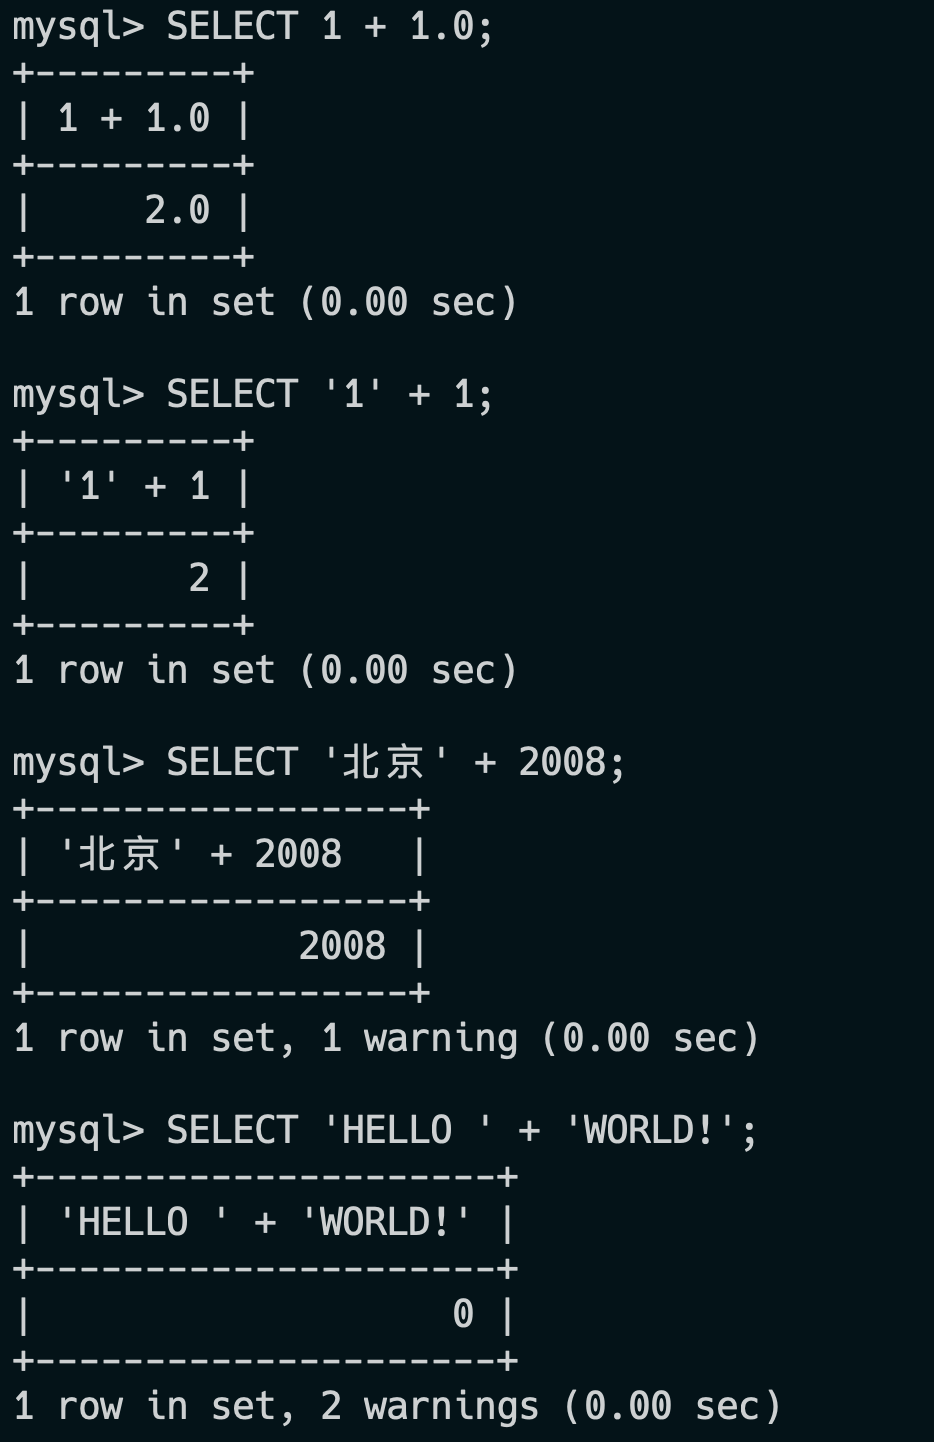 mysql> SELECT 1 + 1.0;
+---------+
| 1 + 1.0 |
+---------+
|     2.0 |
+---------+
1 row in set (0.00 sec)

mysql> SELECT '1' + 1;
+---------+
| '1' + 1 |
+---------+
|       2 |
+---------+
1 row in set (0.00 sec)

mysql> SELECT '北京' + 2008;
+-----------------+
| '北京' + 2008   |
+-----------------+
|            2008 |
+-----------------+
1 row in set, 1 warning (0.00 sec)

mysql> SELECT 'HELLO ' + 'WORLD!';
+---------------------+
| 'HELLO ' + 'WORLD!' |
+---------------------+
|                   0 |
+---------------------+
1 row in set, 2 warnings (0.00 sec)